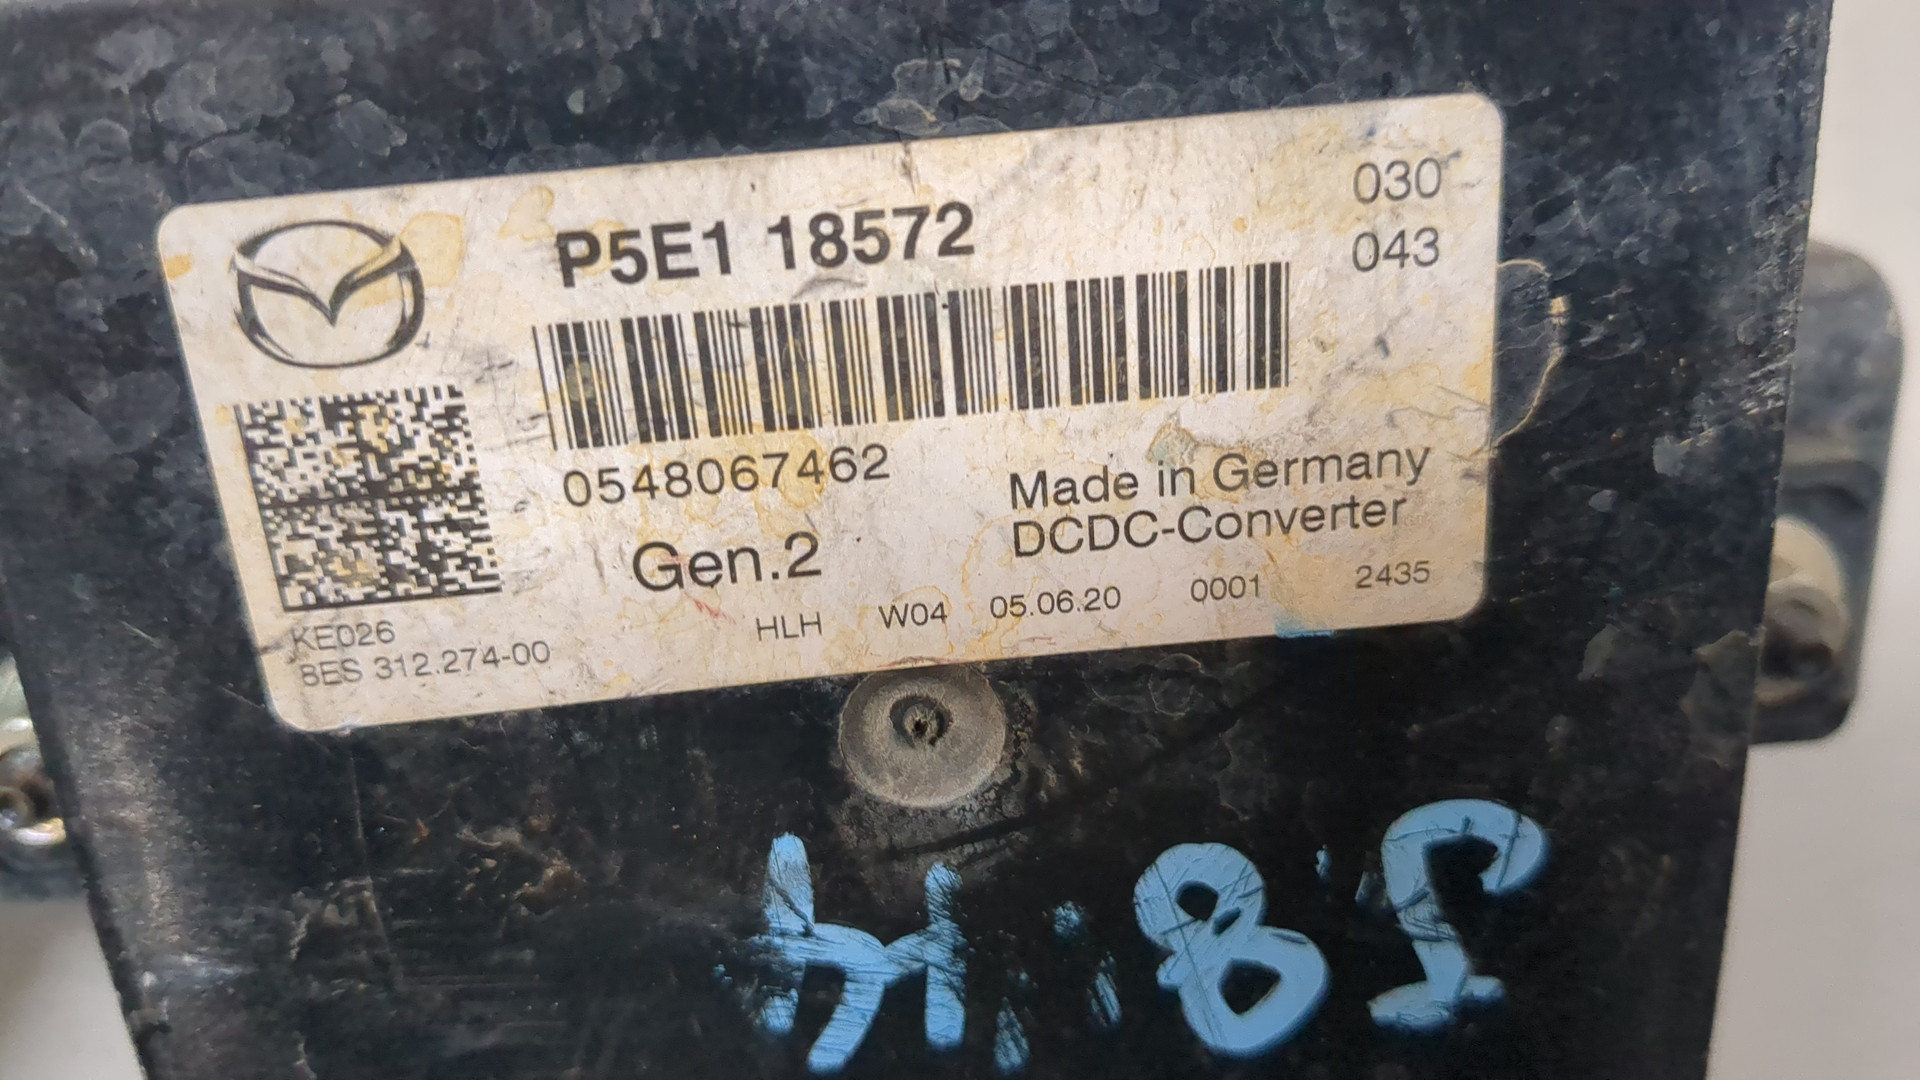 P5E1 18572
030
043
0548067462
Made in Germany
DCDC-Converter
Gen.2
HLH W04 05.06.20 0001 2435
KE026
8ES 312.274-00